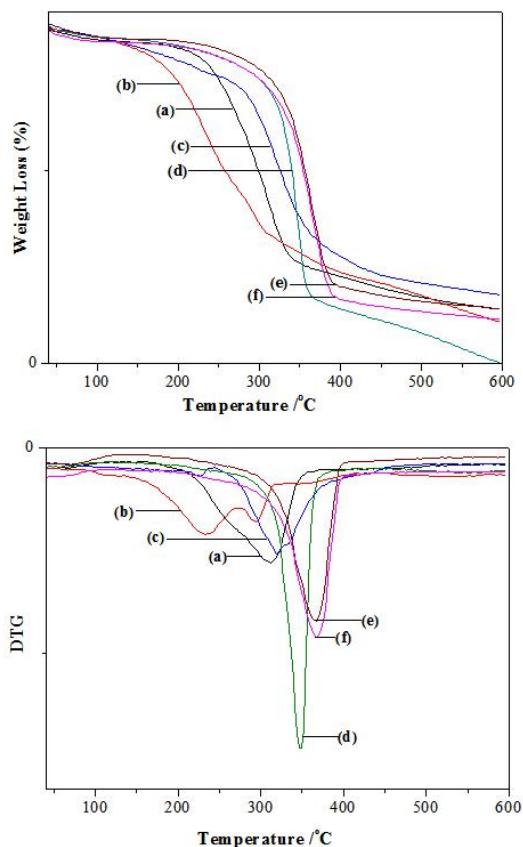 Weight Loss (%)
(b)
(a)
(c)
(d)
(e)
(f)
0
100 200 300 400 500 600
Temperature /°C
0
DTG
(b)
(c)
(a)
(e)
(f)
(d)
100 200 300 400 500 600
Temperature /°C